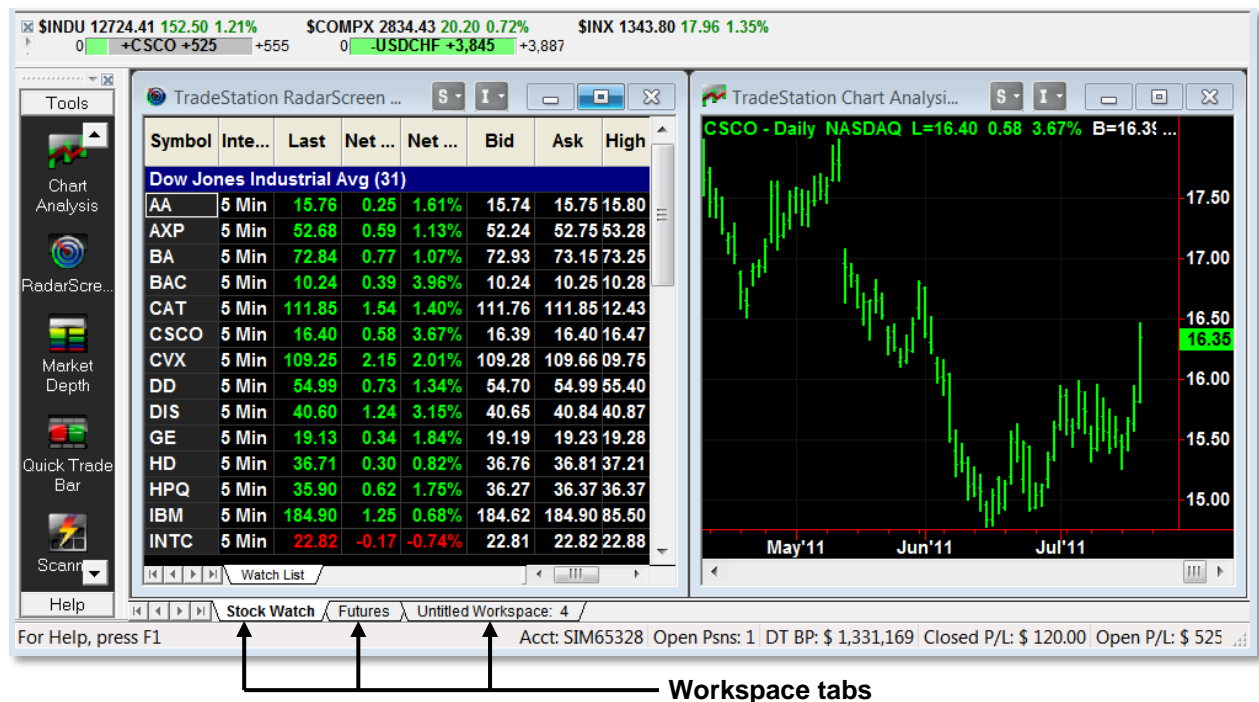 $INDU 12724.41 152.50 1.21% $COMPX 2834.43 20.20 0.72% $INX 1343.80 17.96 1.35%
0 +CSCO +525 +555 0 -USDCHF +3,845 +3,887
Tools
Chart
Analysis
RadarScre...
Market
Depth
Quick Trade
Bar
Scann
Help
TradeStation RadarScreen ... S I
Symbol Inte... Last Net ... Net ... Bid Ask High
Dow Jones Industrial Avg (31)
AA 5 Min 15.76 0.25 1.61% 15.74 15.75 15.80
AXP 5 Min 52.68 0.59 1.13% 52.24 52.75 53.28
BA 5 Min 72.84 0.77 1.07% 72.93 73.15 73.25
BAC 5 Min 10.24 0.39 3.96% 10.24 10.25 10.28
CAT 5 Min 111.85 1.54 1.40% 111.76 111.85 12.43
CSCO 5 Min 16.40 0.58 3.67% 16.39 16.40 16.47
CVX 5 Min 109.25 2.15 2.01% 109.28 109.66 09.75
DD 5 Min 54.99 0.73 1.34% 54.70 54.99 55.40
DIS 5 Min 40.60 1.24 3.15% 40.65 40.84 40.87
GE 5 Min 19.13 0.34 1.84% 19.19 19.23 19.28
HD 5 Min 36.71 0.30 0.82% 36.76 36.81 37.21
HPQ 5 Min 35.90 0.62 1.75% 36.27 36.37 36.37
IBM 5 Min 184.90 1.25 0.68% 184.62 184.90 85.50
INTC 5 Min 22.82 -0.17 -0.74% 22.81 22.82 22.88
Watch List
TradeStation Chart Analysi... S I
CSCO - Daily NASDAQ L=16.40 0.58 3.67% B=16.39 ...
17.50
17.00
16.50
16.35
16.00
15.50
15.00
May'11 Jun'11 Jul'11
Stock Watch Futures Untitled Workspace: 4
For Help, press F1 Acct: SIM65328 Open Psns: 1 DT BP: $ 1,331,169 Closed P/L: $ 120.00 Open P/L: $ 525
Workspace tabs